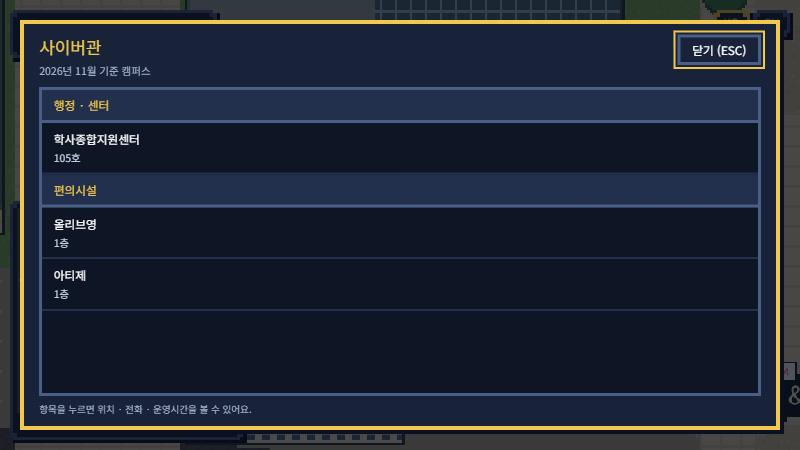 사이버관
닫기 (ESC)
2026년 11월 기준 캠퍼스
행정 · 센터
학사종합지원센터
105호
편의시설
올리브영
1층
아티제
1층
항목을 누르면 위치 · 전화 · 운영시간을 볼 수 있어요.
&